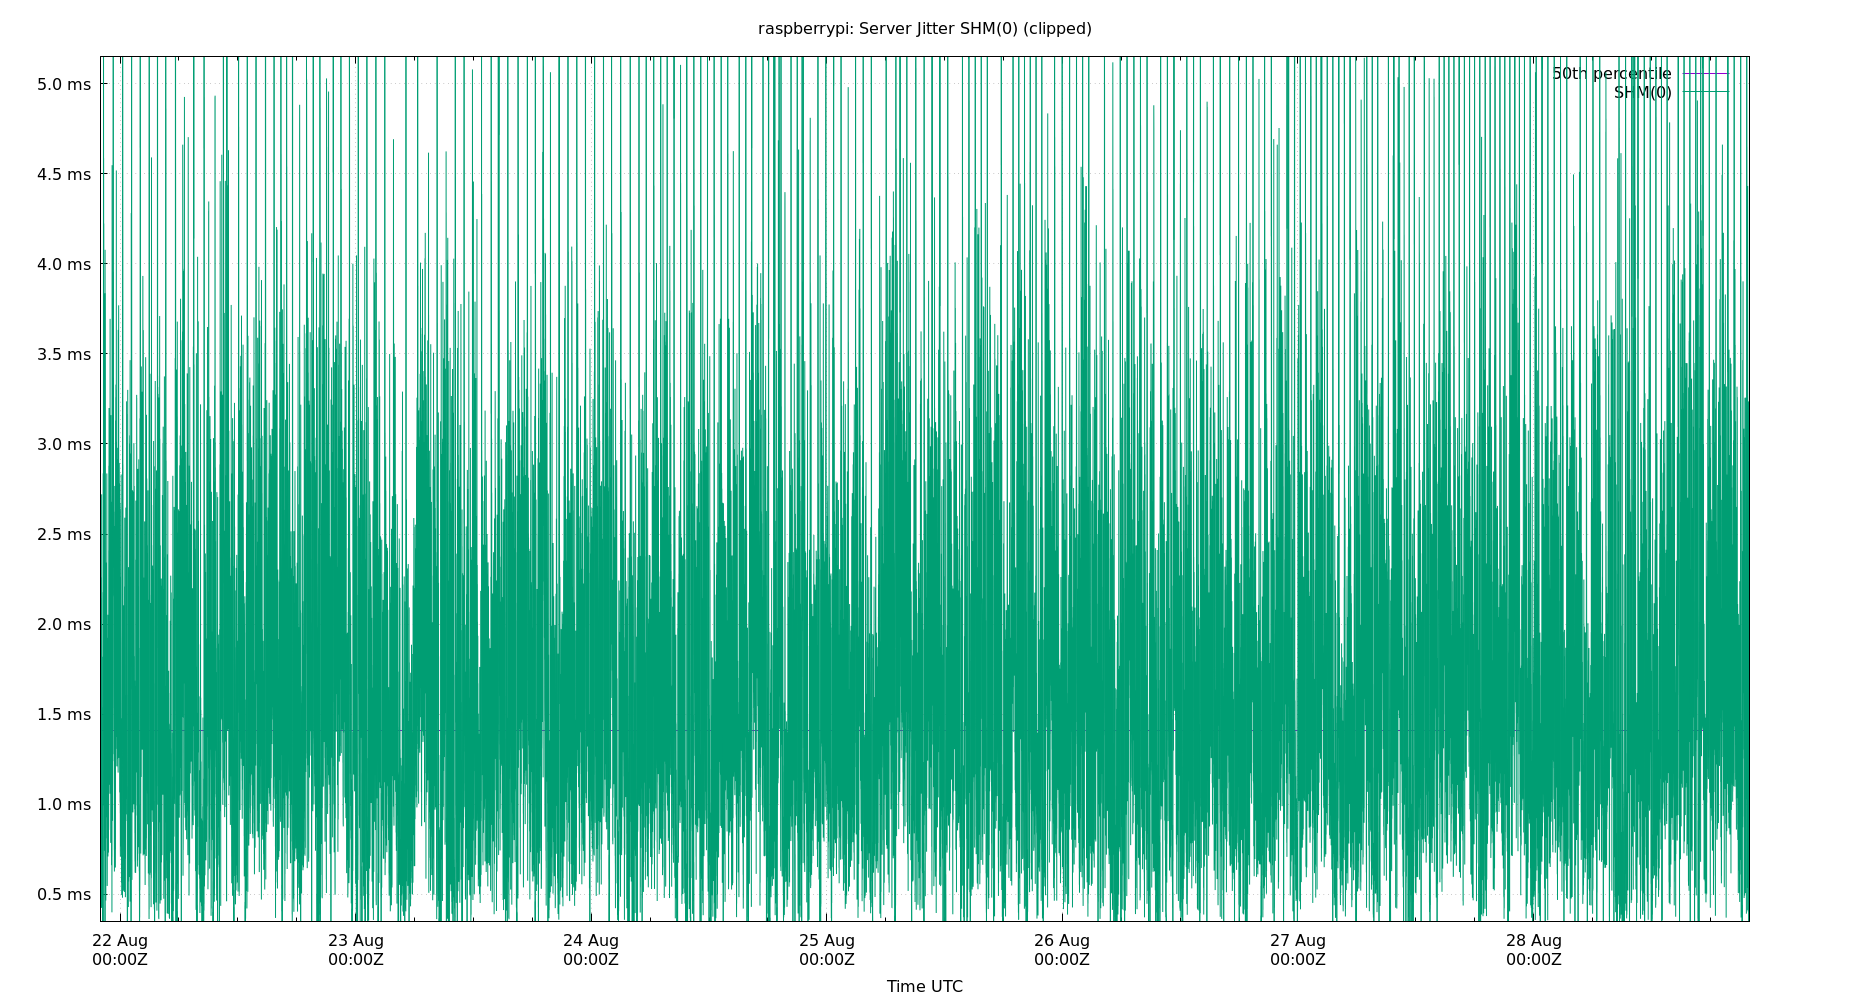 raspberrypi: Server Jitter SHM(0) (clipped)
50th percentile
SHM(0)
5.0 ms
4.5 ms
4.0 ms
3.5 ms
3.0 ms
2.5 ms
2.0 ms
1.5 ms
1.0 ms
0.5 ms
22 Aug 23 Aug 24 Aug 25 Aug 26 Aug 27 Aug 28 Aug
00:00Z 00:00Z 00:00Z 00:00Z 00:00Z 00:00Z 00:00Z
Time UTC